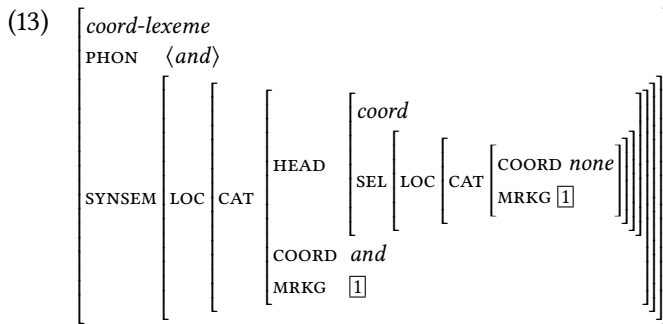 (13)
coord-lexeme
PHON ⟨and⟩
coord
COORD none
HEAD
SEL LOC CAT
SYNSEM LOC CAT
MRKG 1
COORD and
MRKG 1